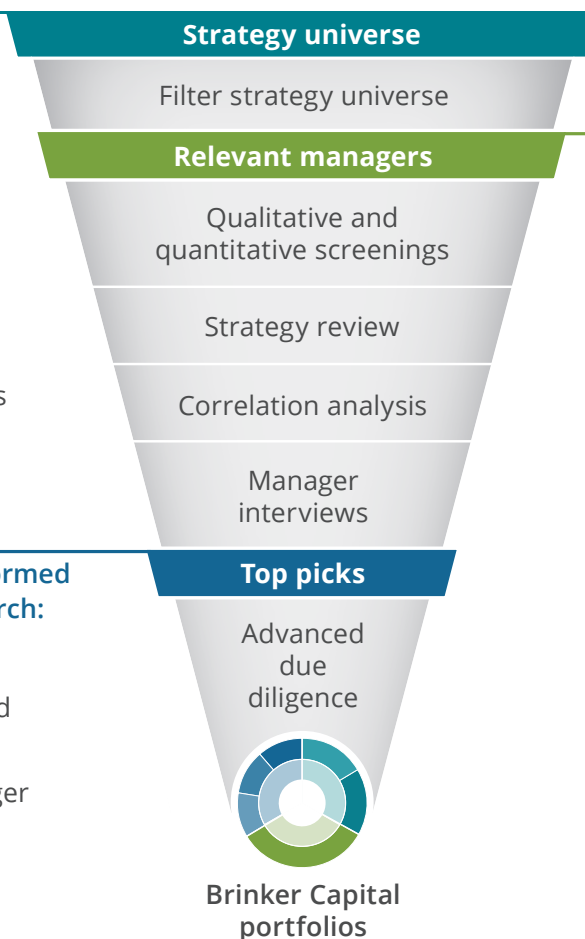 Strategy universe
Filter strategy universe
Relevant managers
Qualitative and
quantitative screenings
Strategy review
Correlation analysis
Manager
interviews
Top picks
Advanced
due
diligence
Brinker Capital
portfolios